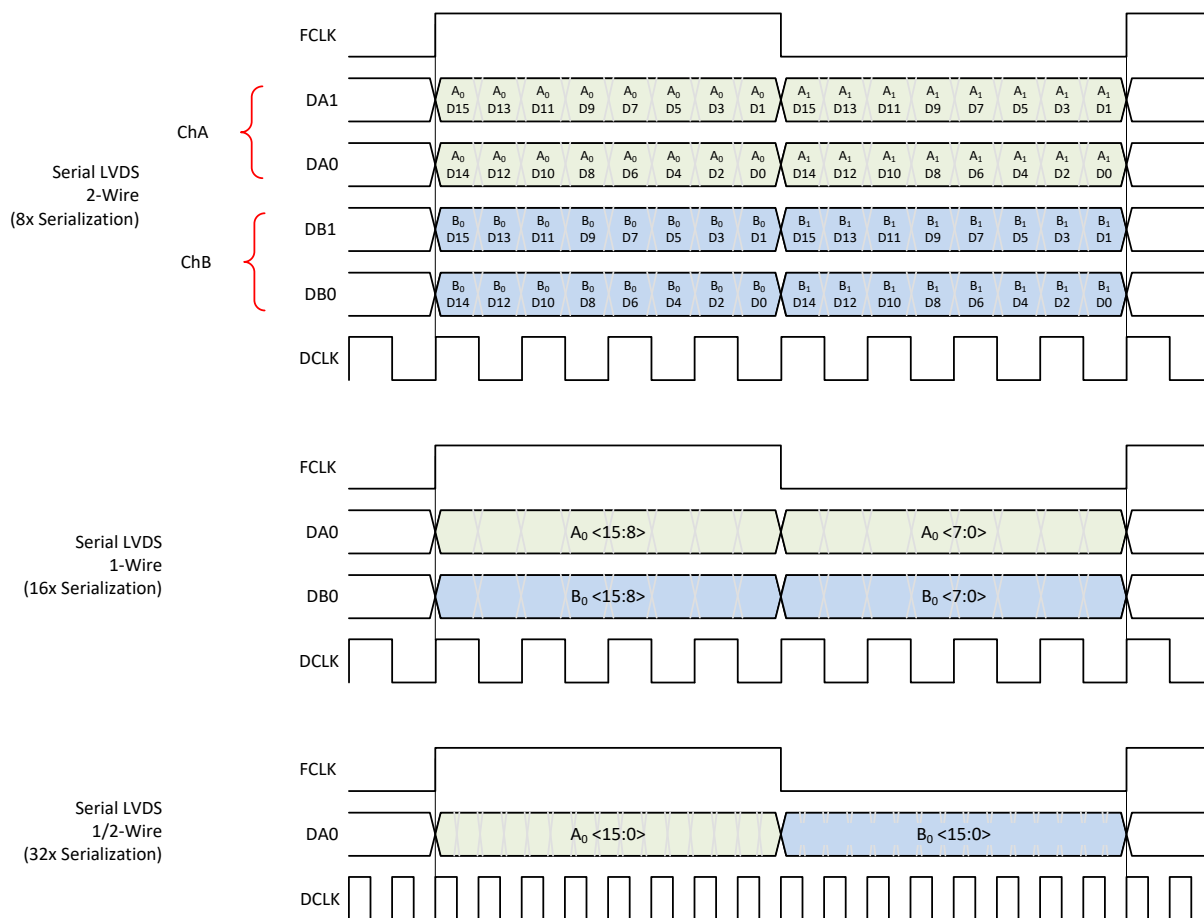 FCLK
A₀ A₀ A₀ A₀ A₀ A₀ A₀ A₀ A₁ A₁ A₁ A₁ A₁ A₁ A₁ A₁
DA1
D15 D13 D11 D9 D7 D5 D3 D1 D15 D13 D11 D9 D7 D5 D3 D1
ChA
A₀ A₀ A₀ A₀ A₀ A₀ A₀ A₀ A₁ A₁ A₁ A₁ A₁ A₁ A₁ A₁
DA0
D14 D12 D10 D8 D6 D4 D2 D0 D14 D12 D10 D8 D6 D4 D2 D0
Serial LVDS
2-Wire
(8x Serialization)
B₀ B₀ B₀ B₀ B₀ B₀ B₀ B₀ B₁ B₁ B₁ B₁ B₁ B₁ B₁ B₁
DB1
D15 D13 D11 D9 D7 D5 D3 D1 D15 D13 D11 D9 D7 D5 D3 D1
ChB
B₀ B₀ B₀ B₀ B₀ B₀ B₀ B₀ B₁ B₁ B₁ B₁ B₁ B₁ B₁ B₁
DB0
D14 D12 D10 D8 D6 D4 D2 D0 D14 D12 D10 D8 D6 D4 D2 D0
DCLK
FCLK
DA0 A₀ <15:8> A₀ <7:0>
Serial LVDS
1-Wire
(16x Serialization)
DB0 B₀ <15:8> B₀ <7:0>
DCLK
FCLK
Serial LVDS
1/2-Wire
(32x Serialization)
DA0 A₀ <15:0> B₀ <15:0>
DCLK